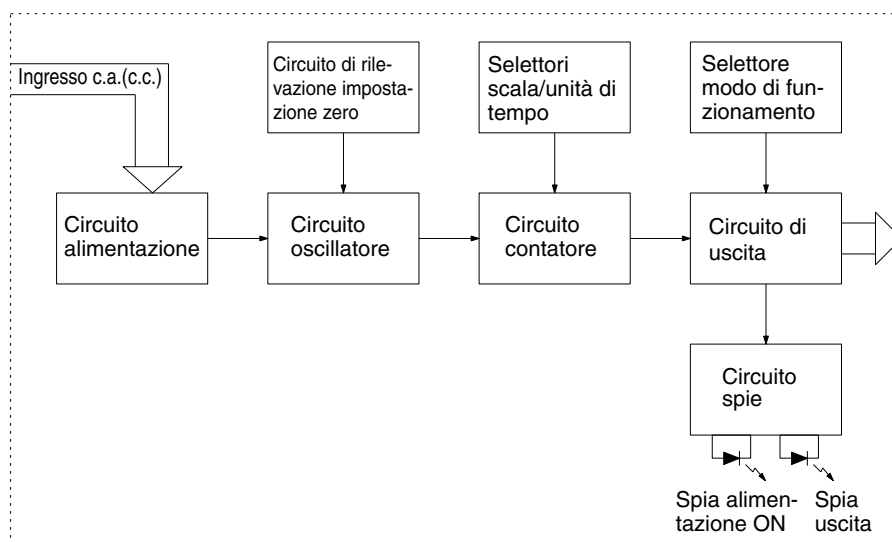 Ingresso c.a.(c.c.)
Circuito di rile-
vazione imposta-
zione zero
Selettori
scala/unità di
tempo
Selettore
modo di fun-
zionamento
Circuito
alimentazione
Circuito
oscillatore
Circuito
contatore
Circuito di
uscita
Circuito
spie
Spia alimen-
tazione ON
Spia
uscita